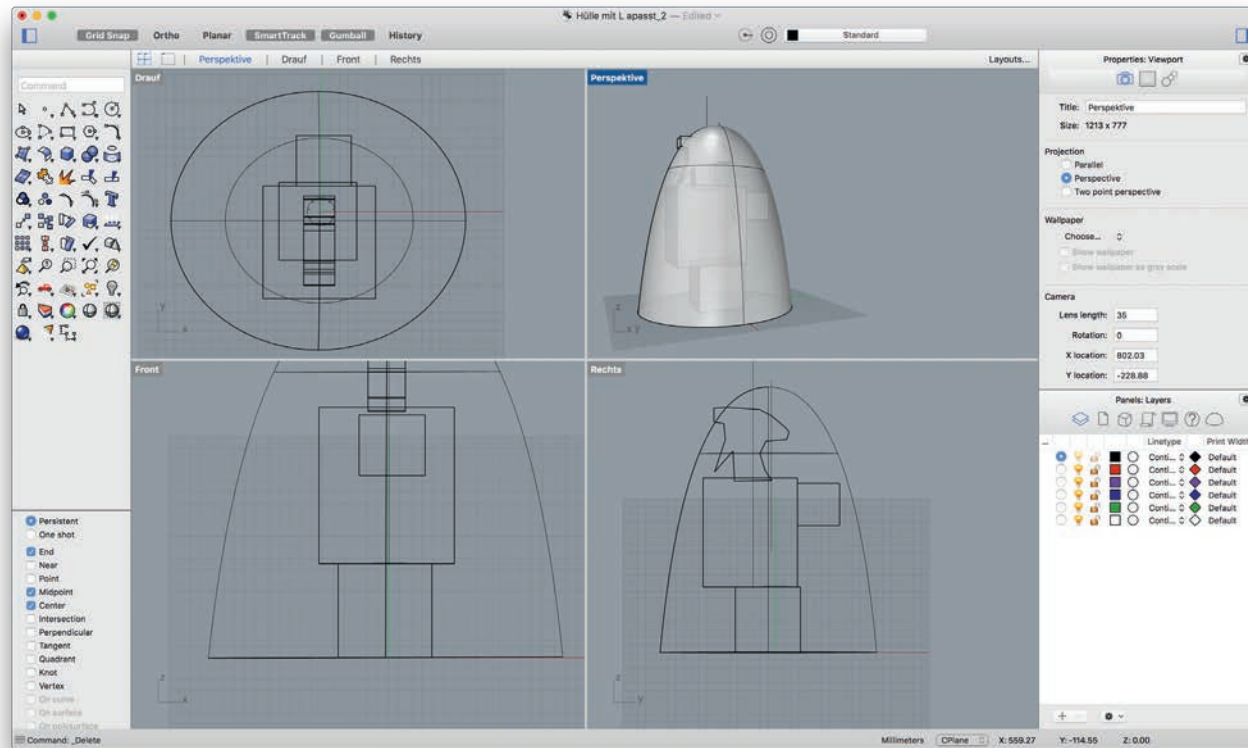 Hülle mit L apasst_2 — Edited
Grid Snap Ortho Planar SmartTrack Gumball History
Standard
Perspektive | Drauf | Front | Rechts
Layouts...
Properties: Viewport
Command
Drauf
Perspektive
Title: Perspektive
Size: 1213 x 777
Projection
Parallel
Perspective
Two point perspective
Wallpaper
Choose...
Show wallpaper
Show wallpaper as gray scale
Camera
Lens length: 35
Rotation: 0
X location: 802.03
Y location: -228.88
y
x
z
x y
Front
Rechts
Panels: Layers
Linetype Print Width
Conti... Default
Conti... Default
Conti... Default
Conti... Default
Conti... Default
Conti... Default
Persistent
One shot
End
Near
Point
Midpoint
Center
Intersection
Perpendicular
Tangent
Quadrant
Knot
Vertex
On curve
On surface
On polysurface
z
x
z
y
Command: _Delete
Millimeters CPlane X: 559.27 Y: -114.55 Z: 0.00